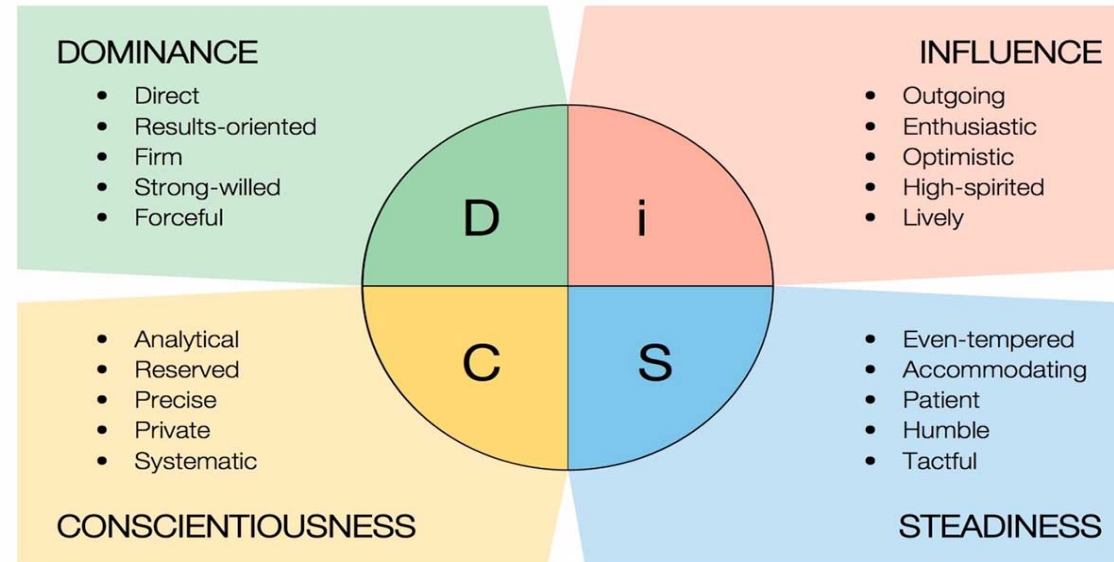 DOMINANCE
• Direct
• Results-oriented
• Firm
• Strong-willed
• Forceful
INFLUENCE
• Outgoing
• Enthusiastic
• Optimistic
• High-spirited
• Lively
D
i
C
S
• Analytical
• Reserved
• Precise
• Private
• Systematic
CONSCIENTIOUSNESS
• Even-tempered
• Accommodating
• Patient
• Humble
• Tactful
STEADINESS